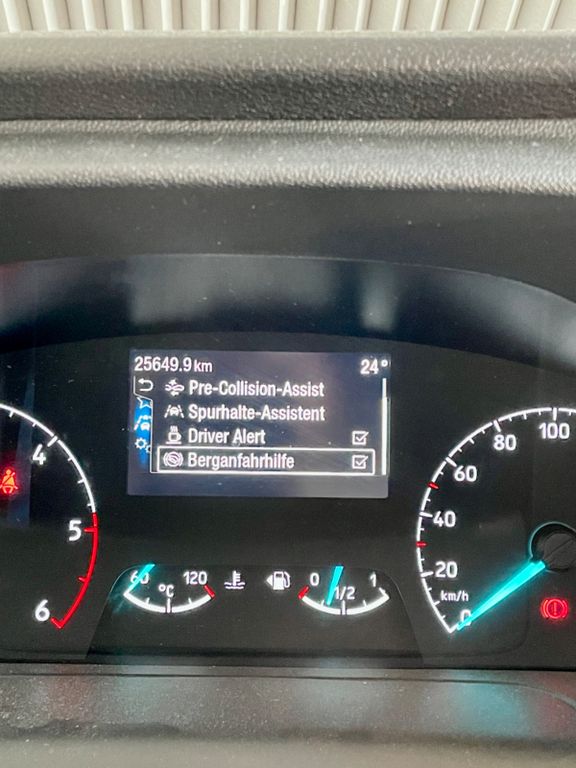 25649.9 km 24°
Pre-Collision-Assist
Spurhalte-Assistent
Driver Alert
Berganfahrhilfe
4
5
6
60 120
°C
0 1/2 1
100
80
60
40
20
0
km/h